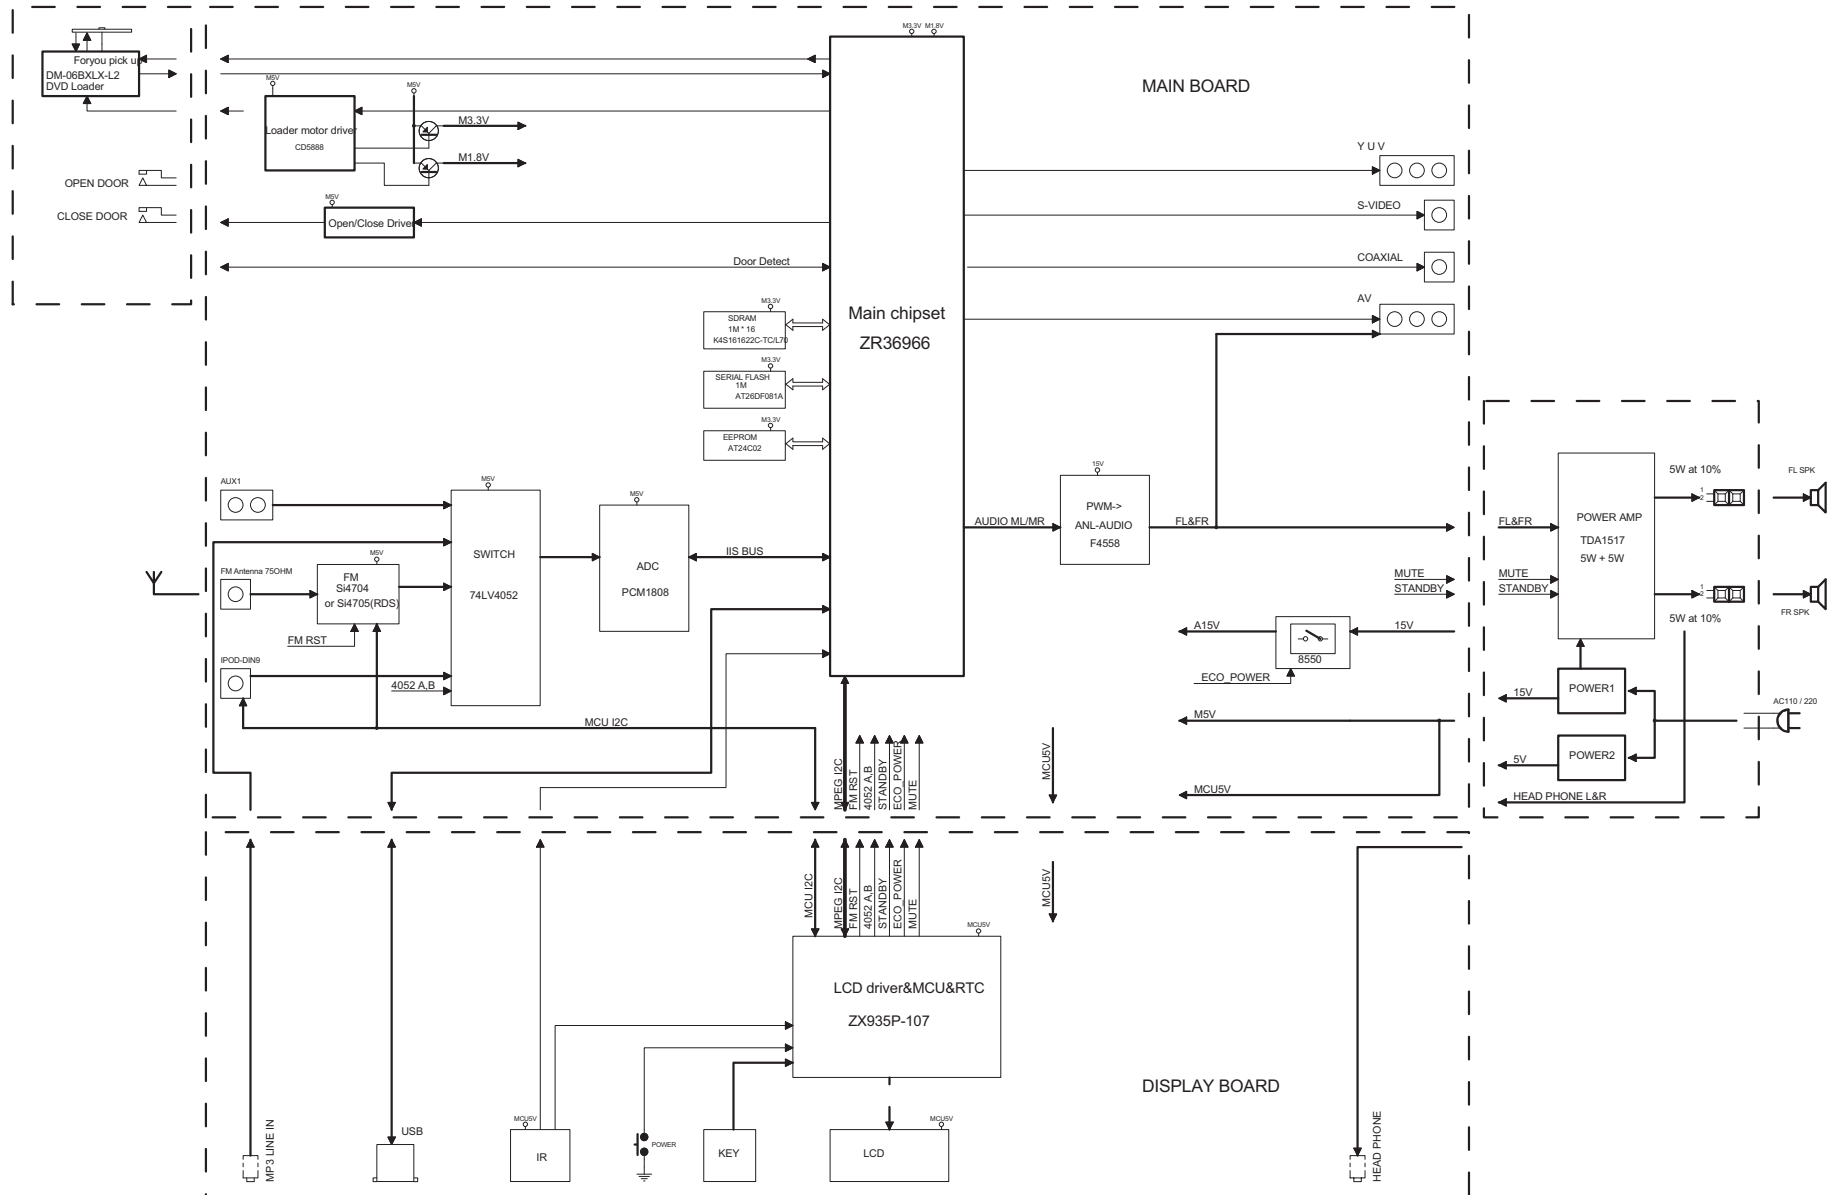 Foryou pick up
DM-06BXLX-L2
DVD Loader
OPEN DOOR
CLOSE DOOR
M5V
Loader motor driver
CD5888
M5V
M3.3V
M1.8V
M5V
Open/Close Driver
Door Detect
M3.3V M1.8V
Main chipset
ZR36966
MAIN BOARD
Y U V
S-VIDEO
COAXIAL
AV
M3.3V
SDRAM
1M * 16
K4S161622C-TC/L70
M3.3V
SERIAL FLASH
1M
AT26DF081A
M3.3V
EEPROM
AT24C02
AUX1
FM Antenna 75OHM
M5V
FM
Si4704
or Si4705(RDS)
FM RST
IPOD-DIN9
4052 A,B
M5V
SWITCH
74LV4052
M5V
ADC
PCM1808
IIS BUS
MCU I2C
AUDIO ML/MR
15V
PWM->
ANL-AUDIO
F4558
FL&FR
MUTE
STANDBY
A15V
15V
8550
ECO_POWER
M5V
MCU5V
MCU5V
MPEG I2C
FM RST
4052 A,B
STANDBY
ECO_POWER
MUTE
FL&FR
MUTE
STANDBY
POWER AMP
TDA1517
5W + 5W
5W at 10%
1
2
FL SPK
1
2
5W at 10%
FR SPK
POWER1
15V
POWER2
5V
AC110 / 220
HEAD PHONE L&R
MCU I2C
MPEG I2C
FM RST
4052 A,B
STANDBY
ECO_POWER
MUTE
MCU5V
MCU5V
LCD driver&MCU&RTC
ZX935P-107
DISPLAY BOARD
MP3 LINE IN
USB
MCU5V
IR
POWER
KEY
MCU5V
LCD
HEAD PHONE